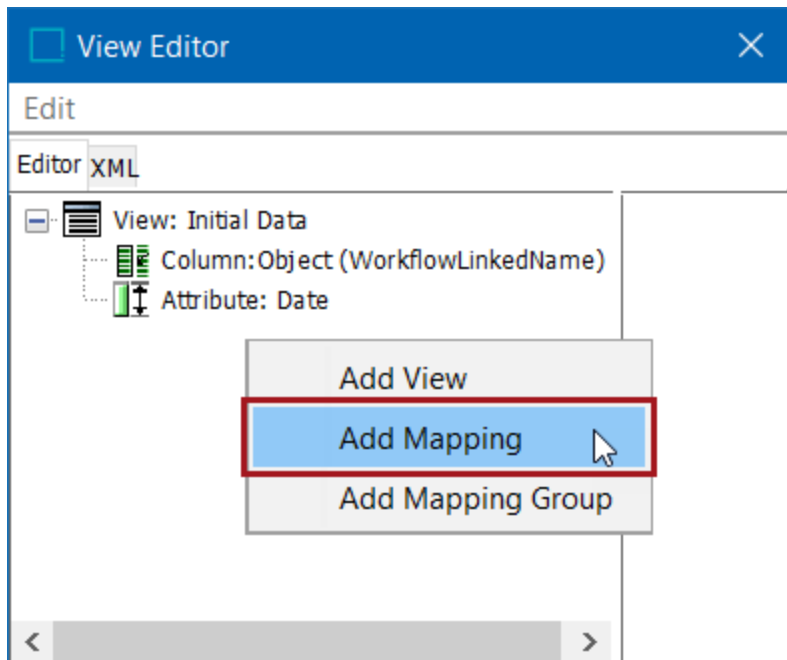 View Editor
Edit
Editor XML
View: Initial Data
Column:Object (WorkflowLinkedName)
Attribute: Date
Add View
Add Mapping
Add Mapping Group